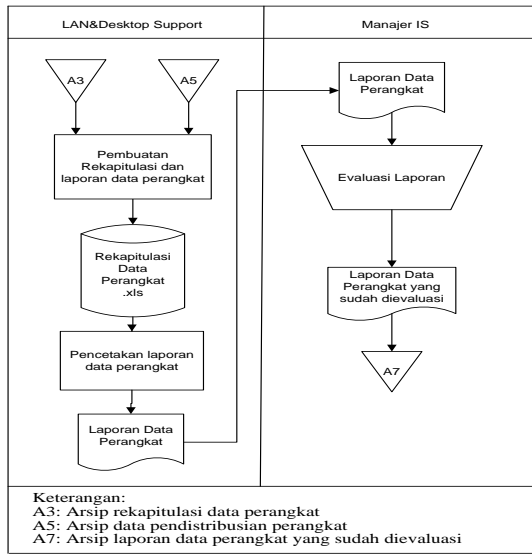 LAN&Desktop Support
Manajer IS
A3
A5
Pembuatan
Rekapitulasi dan
laporan data perangkat
Rekapitulasi
Data
Perangkat
.xls
Pencetakan laporan
data perangkat
Laporan Data
Perangkat
Laporan Data
Perangkat
Evaluasi Laporan
Laporan Data
Perangkat yang
sudah dievaluasi
A7
Keterangan:
A3: Arsip rekapitulasi data perangkat
A5: Arsip data pendistribusian perangkat
A7: Arsip laporan data perangkat yang sudah dievaluasi